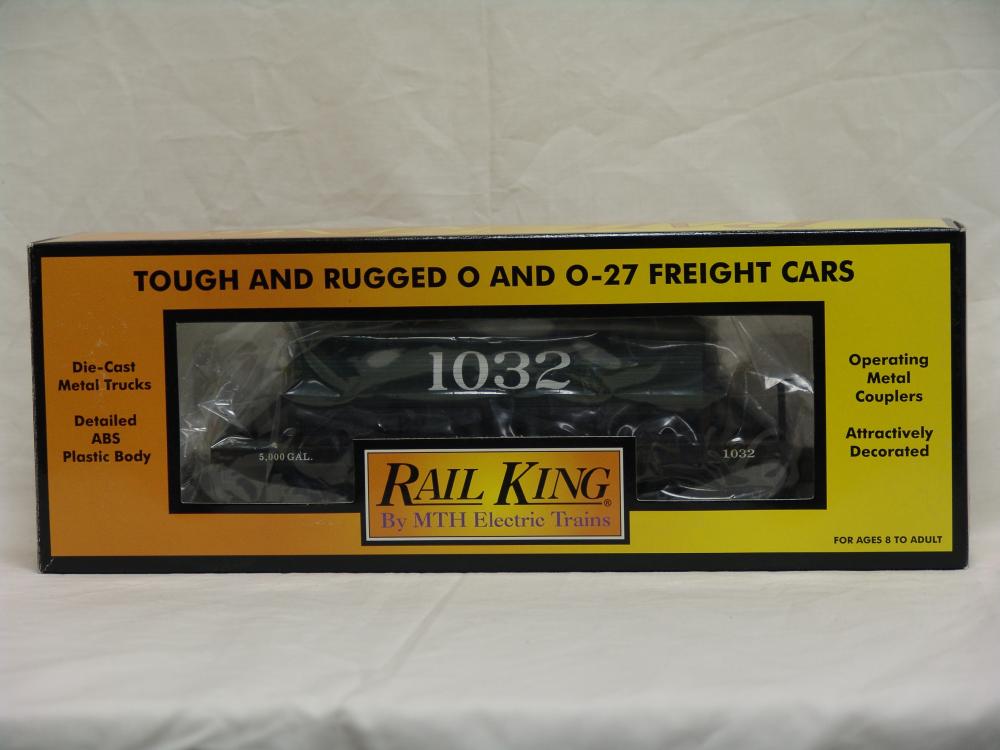 TOUGH AND RUGGED O AND O-27 FREIGHT CARS
Die-Cast
Metal Trucks
Detailed
ABS
Plastic Body
1032
5,000 GAL.
1032
Operating
Metal
Couplers
Attractively
Decorated
RAIL KING®
By MTH Electric Trains
FOR AGES 8 TO ADULT